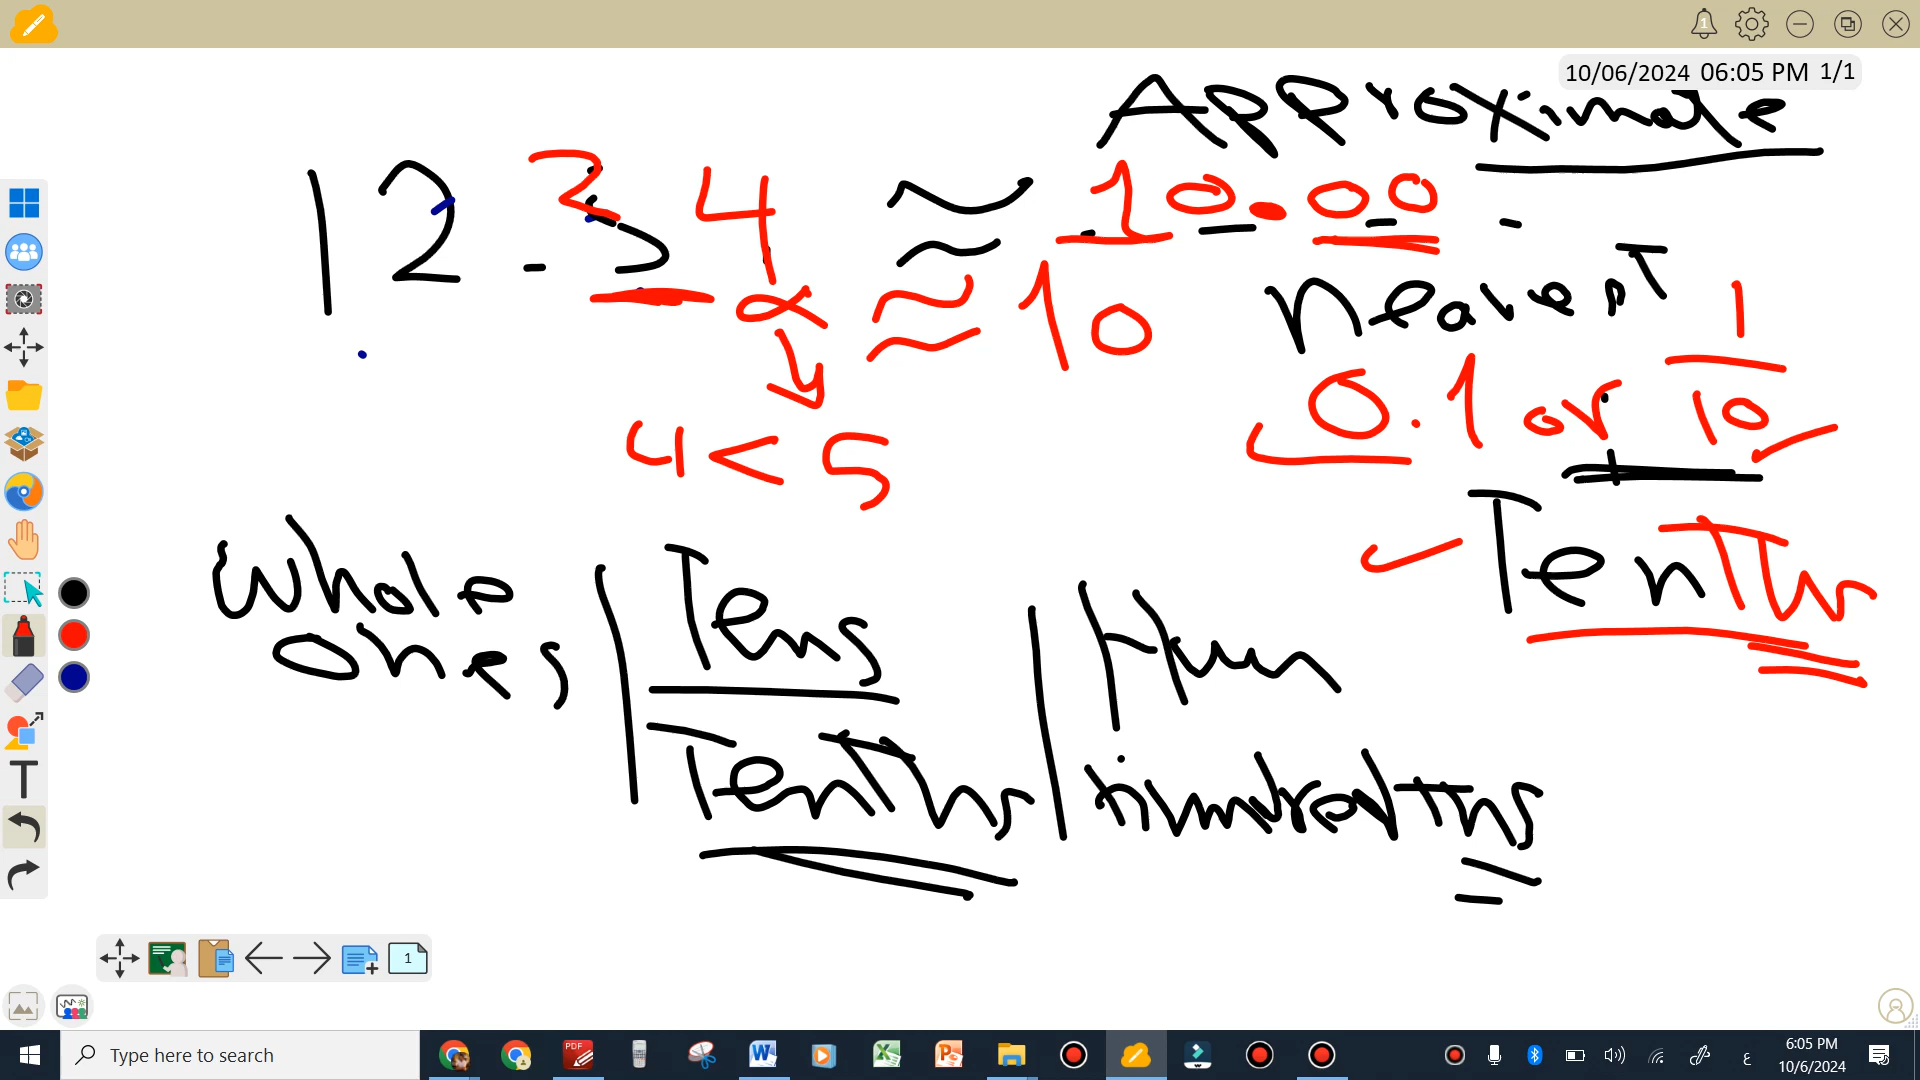 10/06/2024 06:05 PM 1/1
Approximate
12.34 ≈ 10.00
≈ 10
nearest
0.1 or 1/10
4 < 5
Tenths
Whole ones | Tens | Hun
Tenths | Hundredths
1
Type here to search
6:05 PM
10/6/2024